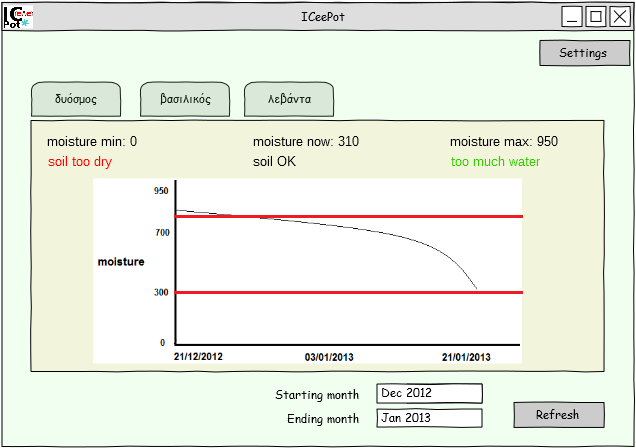 ICeePot
IC
Pot
Settings
δυόσμος
βασιλικός
λεβάντα
moisture min: 0
moisture now: 310
moisture max: 950
soil too dry
soil OK
too much water
950
700
moisture
300
0
21/12/2012
03/01/2013
21/01/2013
Starting month
Dec 2012
Ending month
Jan 2013
Refresh